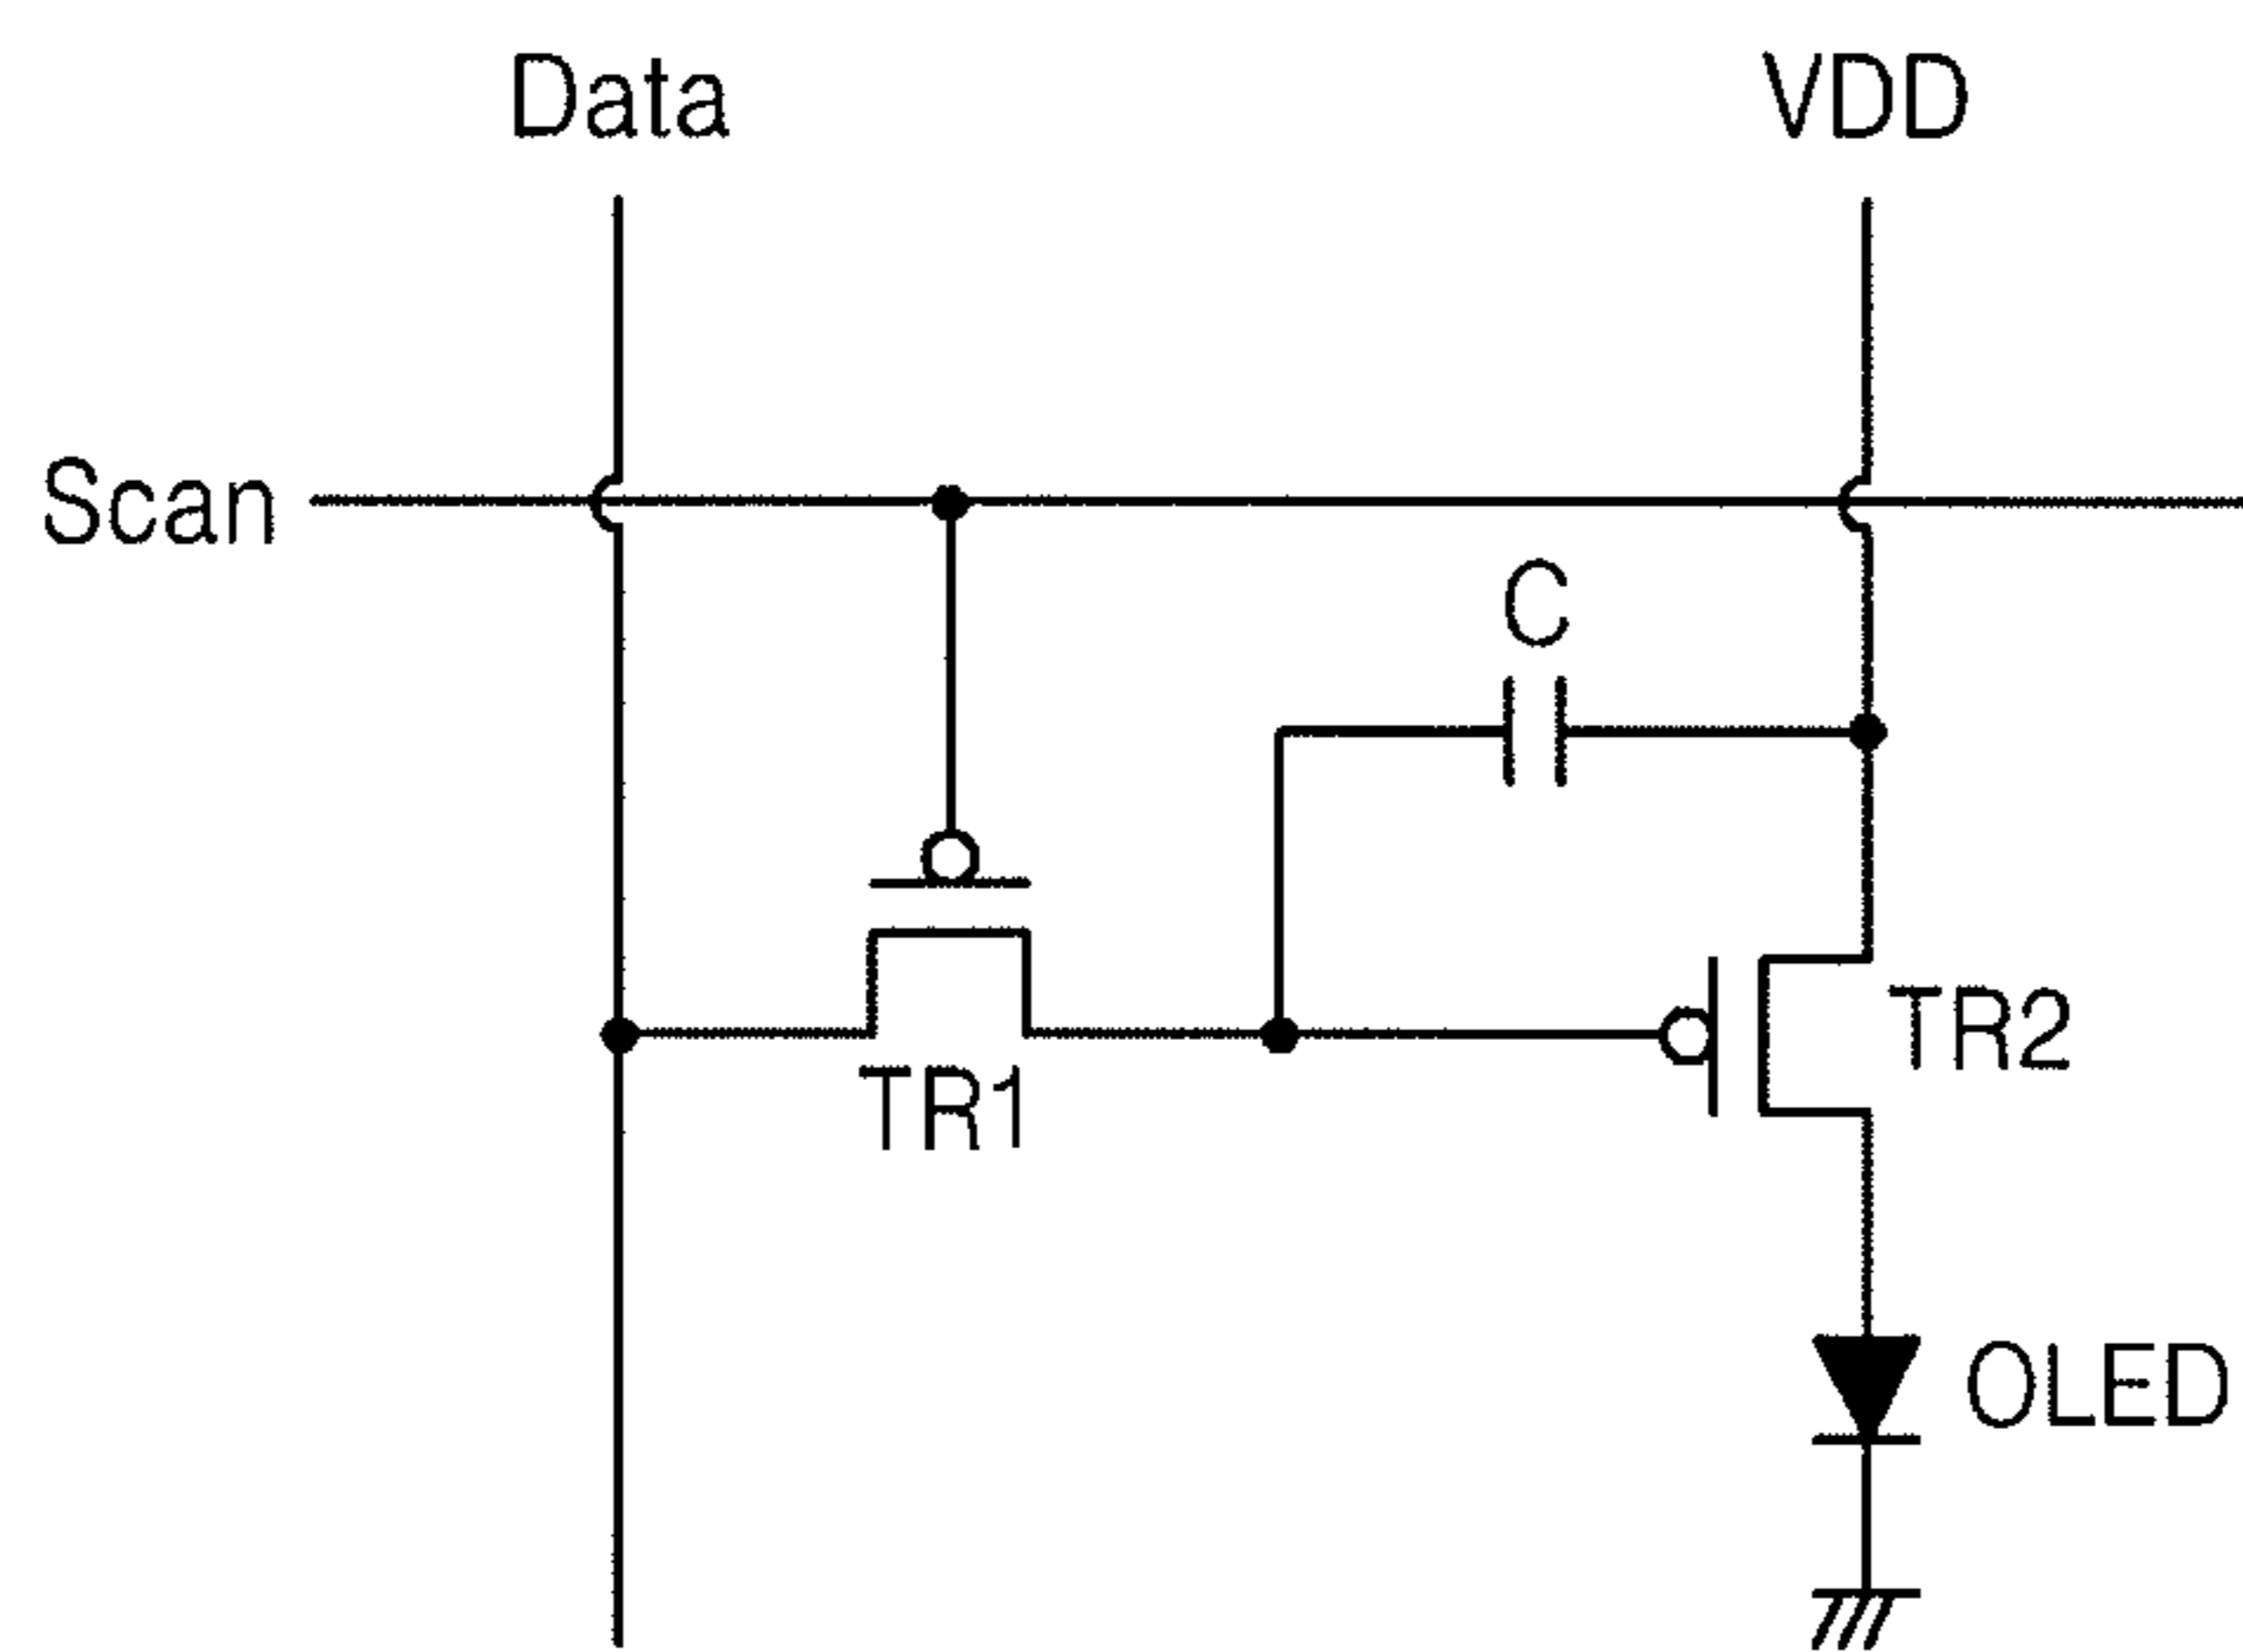 Data
VDD
Scan
C
TR2
TR1
OLED